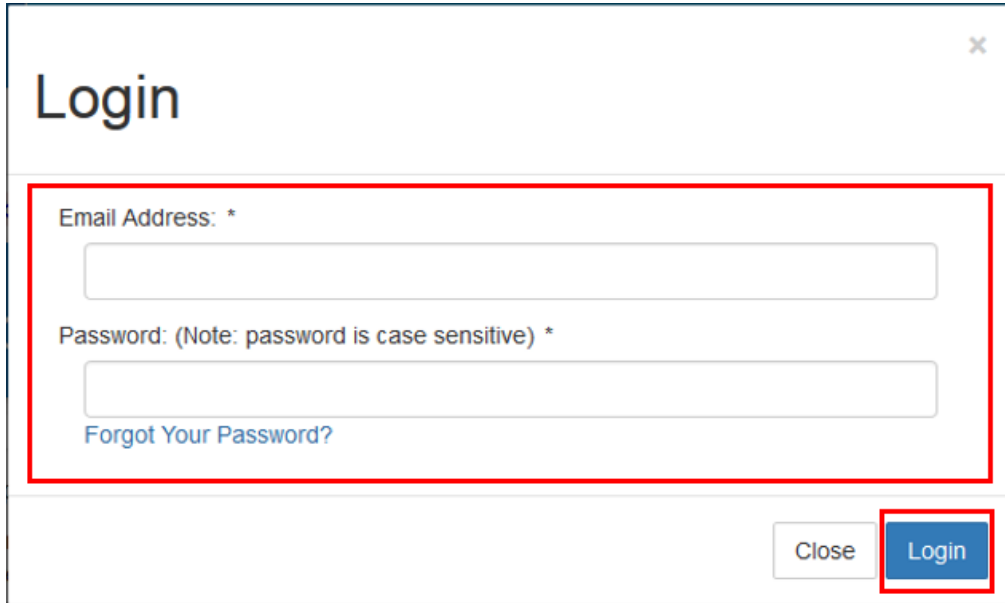 ×
Login
Email Address: *
Password: (Note: password is case sensitive) *
Forgot Your Password?
Close Login